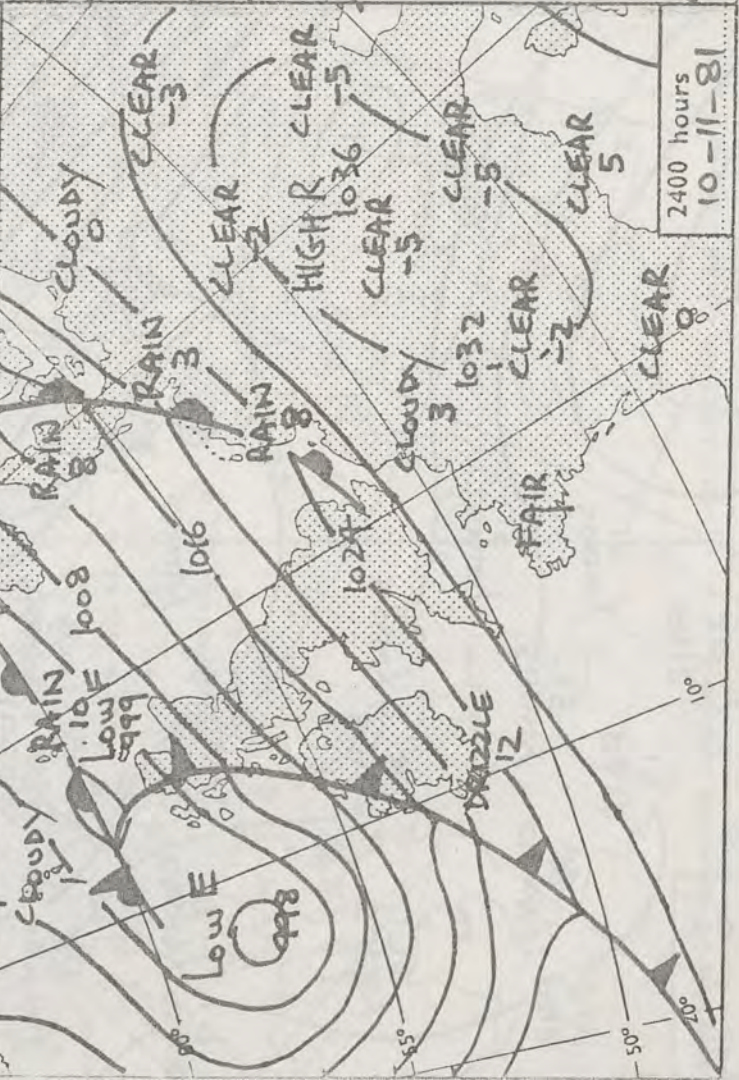 CLEAR
-3
CLEAR
-5
CLOUDY
0
CLEAR
-2
HIGH R
1036
CLEAR
-5
CLEAR
-5
CLEAR
5
2400 hours
10-11-81
RAIN
3
RAIN
8
RAIN
8
CLOUDY
3
1032
CLEAR
-2
CLEAR
0
FAIR
1016
1008
1024
RAIN
10
LOW E
999
CLOUDY
LOW E
998
DRIZZLE
12
60°
55°
50°
20°
10°
0°